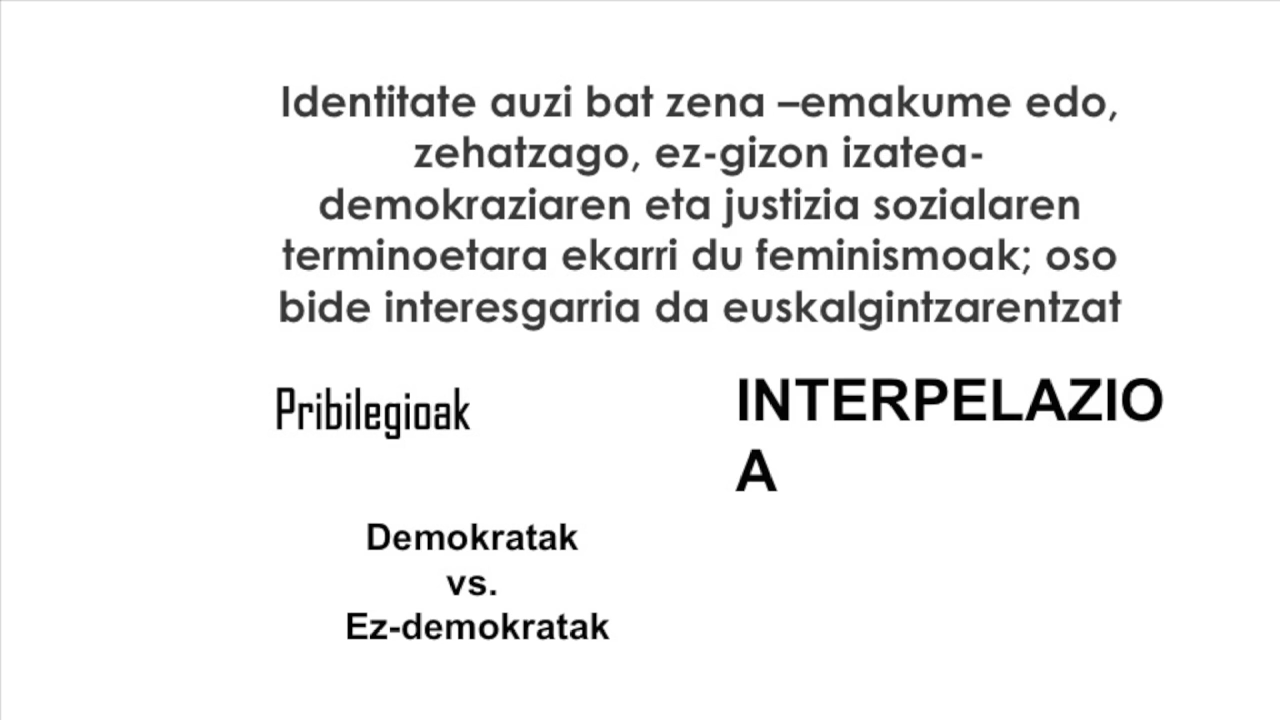 Identitate auzi bat zena –emakume edo,
zehatzago, ez-gizon izatea-
demokraziaren eta justizia sozialaren
terminoetara ekarri du feminismoak; oso
bide interesgarria da euskalgintzarentzat
Pribilegioak
INTERPELAZIO
A
Demokratak
vs.
Ez-demokratak